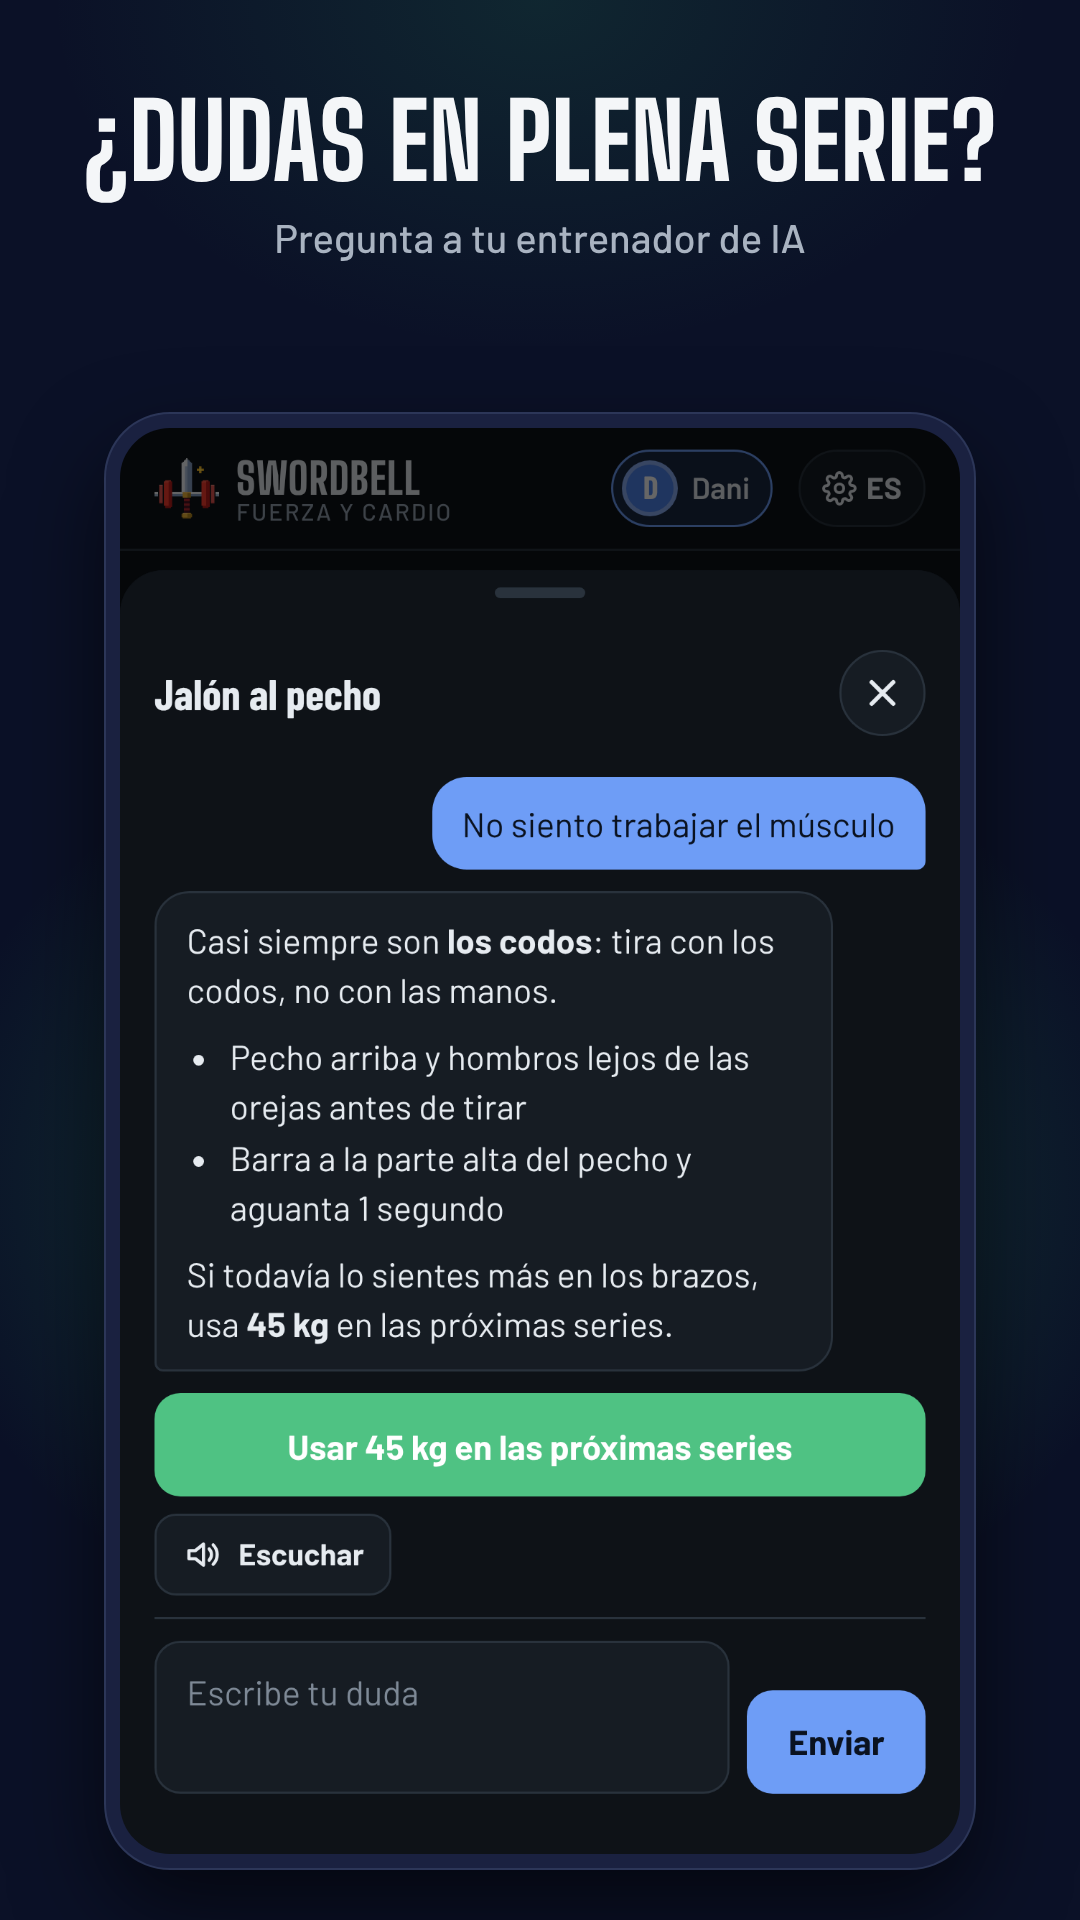 ¿DUDAS EN PLENA SERIE?
Pregunta a tu entrenador de IA
SWORDBELL
FUERZA Y CARDIO
D Dani
ES
Jalón al pecho
No siento trabajar el músculo
Casi siempre son los codos: tira con los
codos, no con las manos.
• Pecho arriba y hombros lejos de las
orejas antes de tirar
• Barra a la parte alta del pecho y
aguanta 1 segundo
Si todavía lo sientes más en los brazos,
usa 45 kg en las próximas series.
Usar 45 kg en las próximas series
Escuchar
Escribe tu duda
Enviar